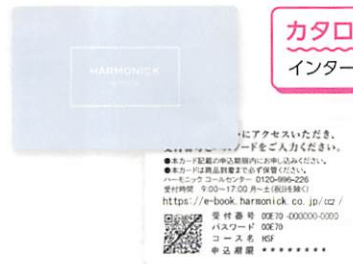 HARMONICK
カタロ
インター
にアクセスいただき、
ードをご入力ください。
●本カード記載の申込期限内にお申し込みください。
●本カードは商品到着まで必ず保管ください。
ハーモニック コールセンター 0120-996-226
受付時間 9:00~17:00 月~土(祝日を除く)
https://e-book.harmonick.co.jp/cc2/
受付番号 00E70-000000-0000
パスワード 00E70
コース名 HSF
申込期限 ********